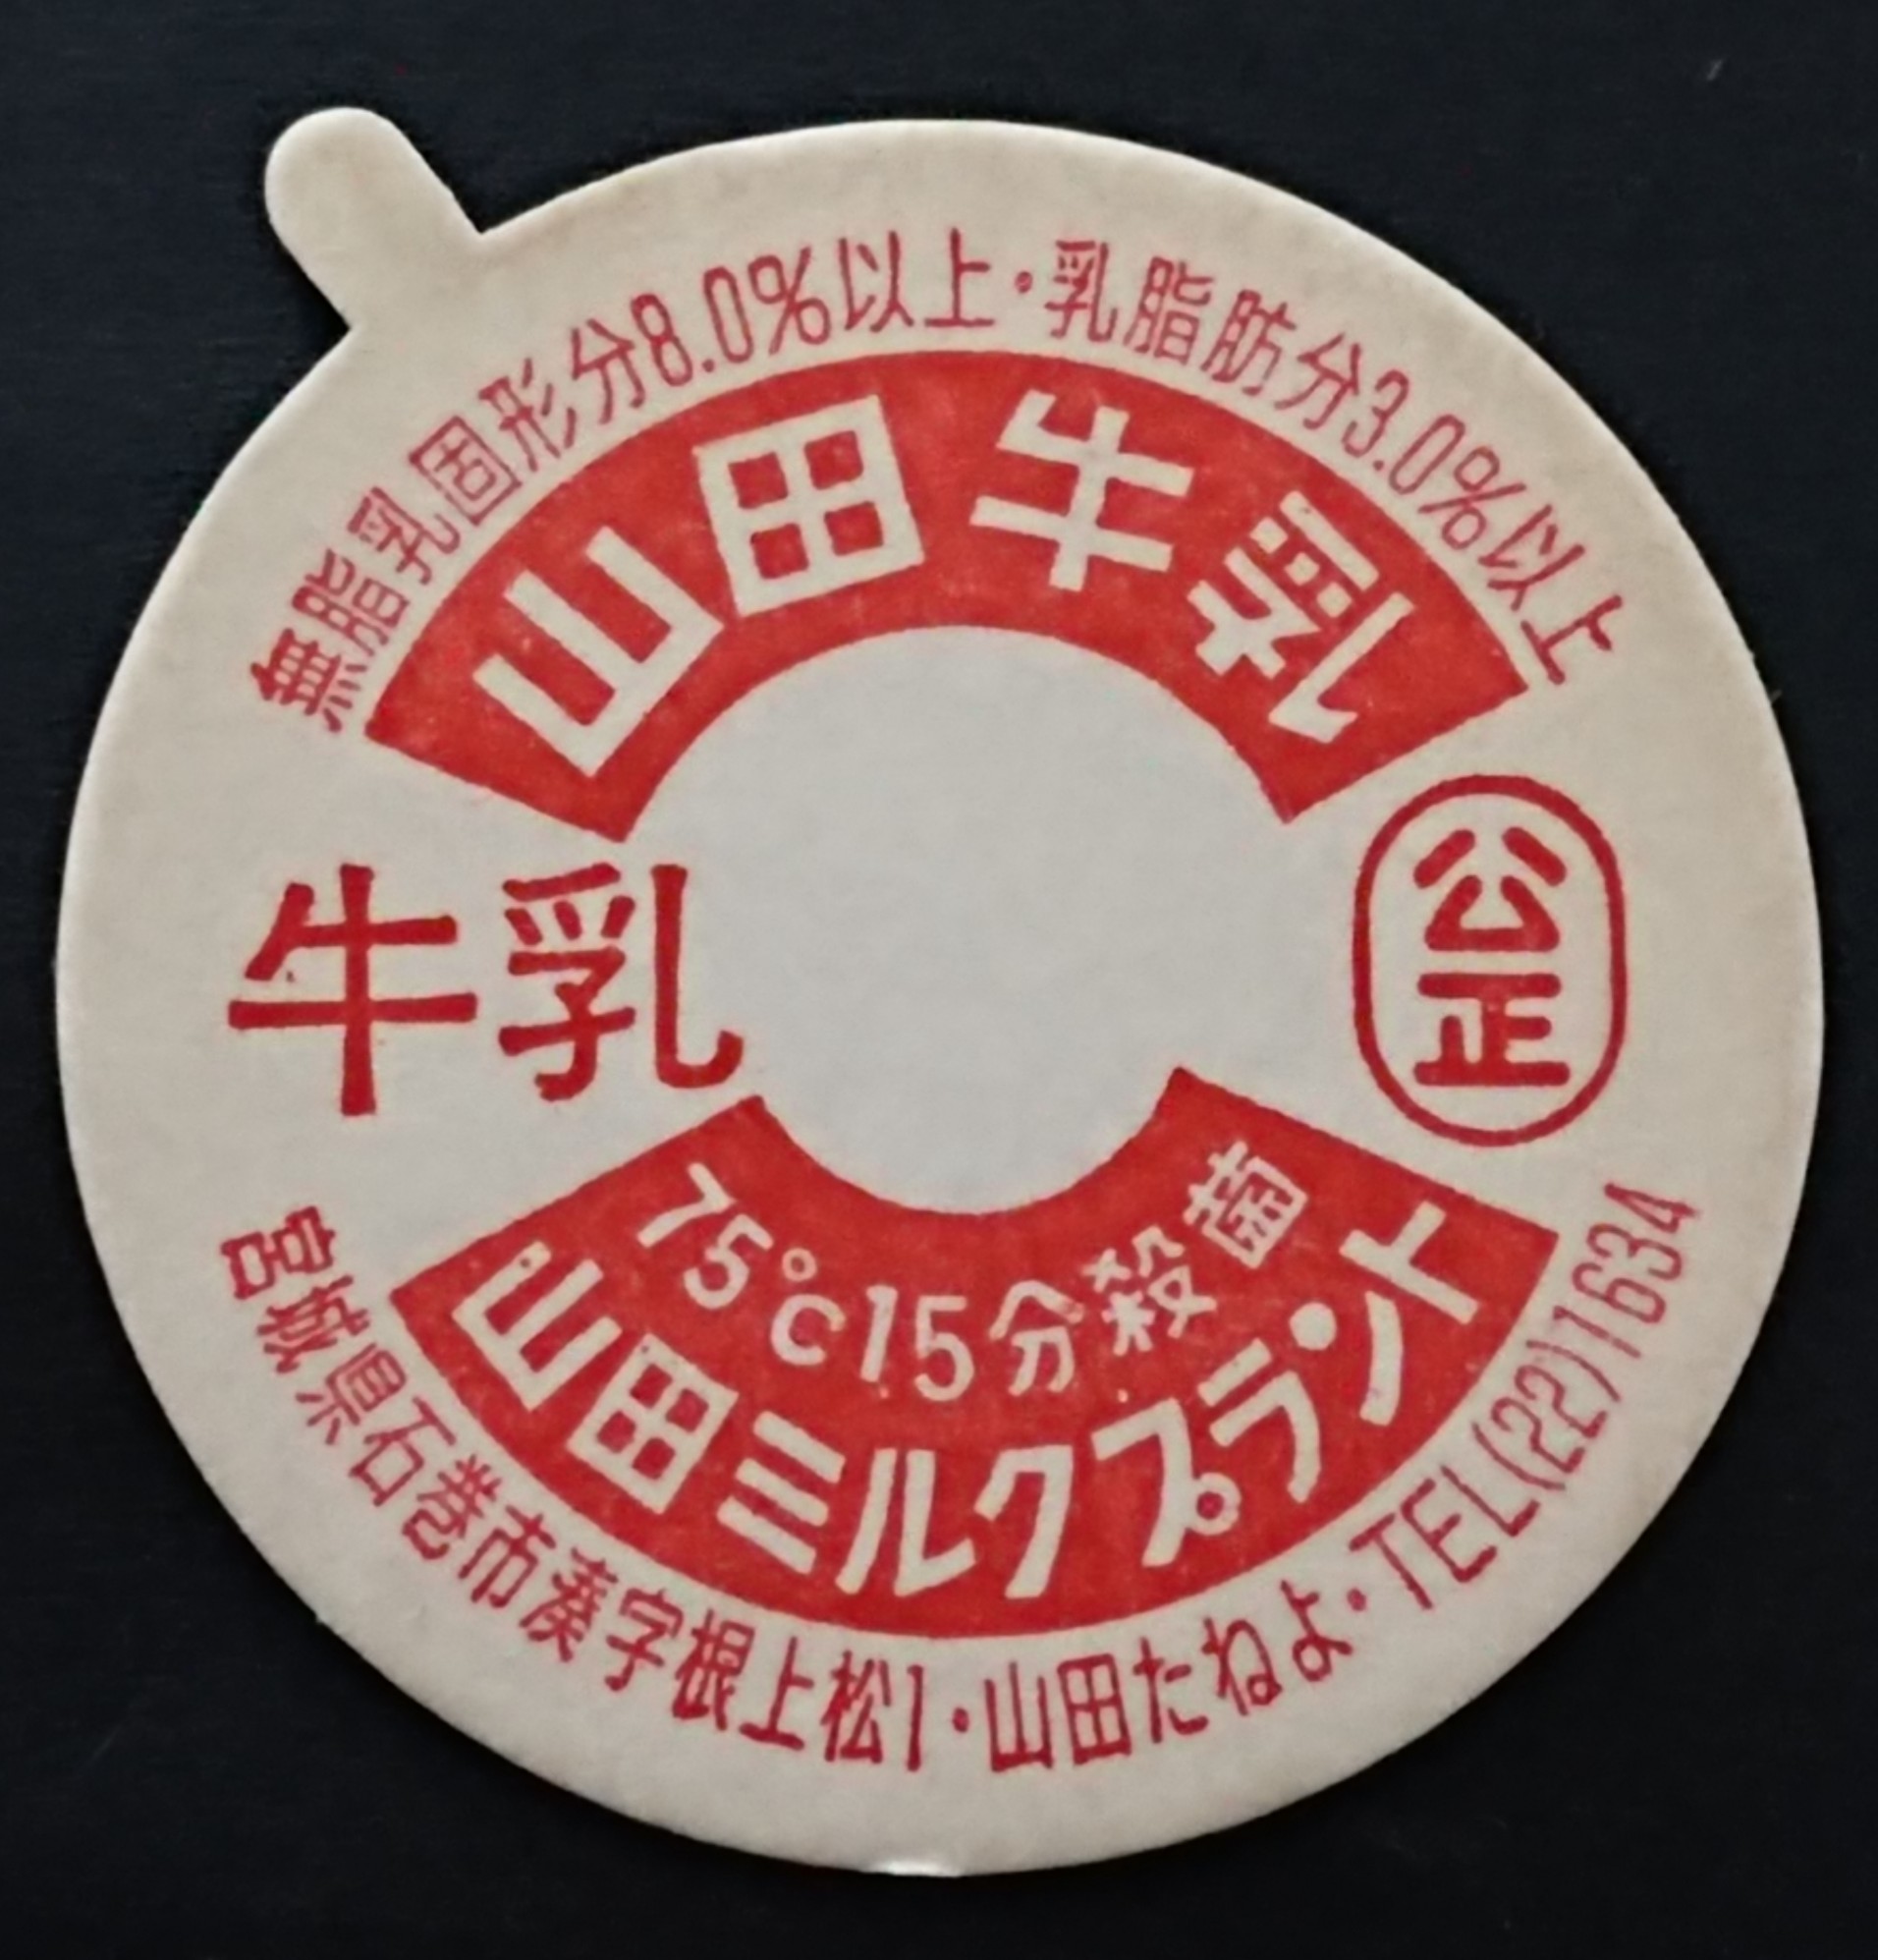 無脂乳固形分8.0%以上・乳脂肪分3.0%以上
山田牛乳
牛乳
公正
75℃15分殺菌
山田ミルクプラント
宮城県石巻市湊字根上松1・山田たねよ・TEL(22)1634